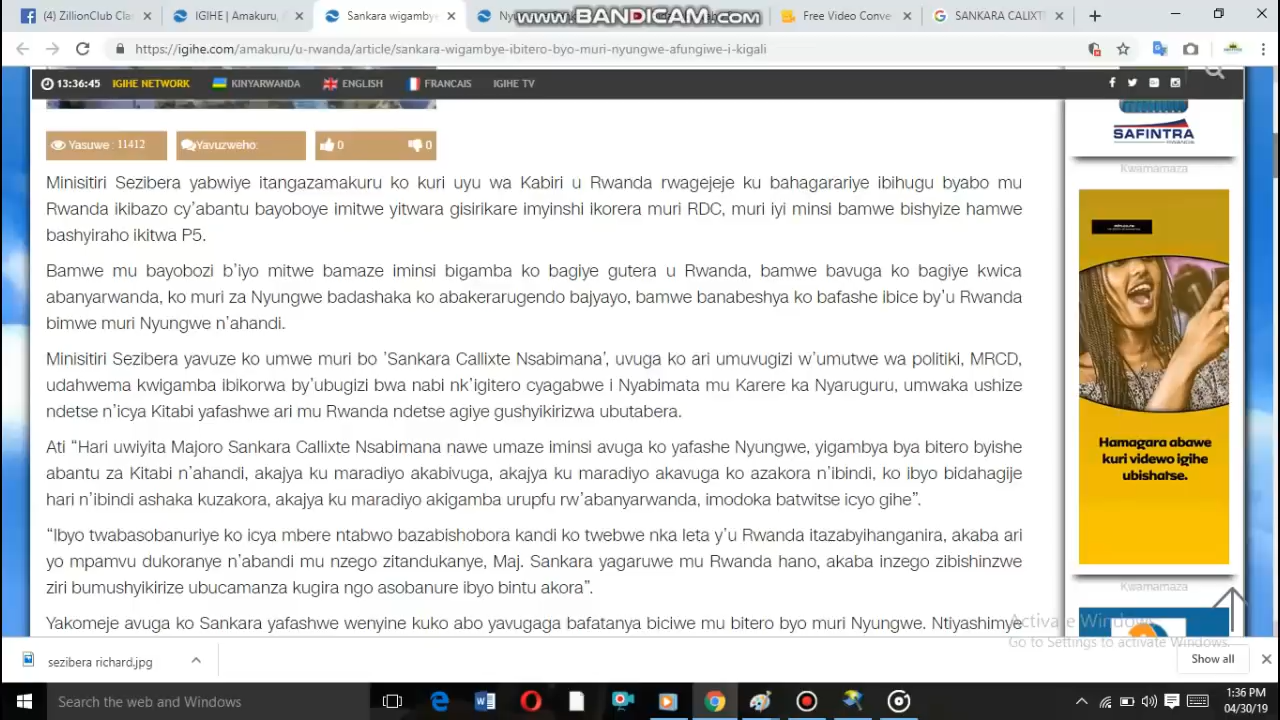 ZillionClub Cla
IGIHE | Amakuru,
Sankara wigambye
Ny
www.BANDICAM.com
Free Video Conve
SANKARA CALIXT
https://igihe.com/amakuru/u-rwanda/article/sankara-wigambye-ibitero-byo-muri-nyungwe-afungiwe-i-kigali
13:36:45 IGIHE NETWORK KINYARWANDA ENGLISH FRANCAIS IGIHE TV
Yasuwe : 11412 Yavuzweho: 0 0
Minisitiri Sezibera yabwiye itangazamakuru ko kuri uyu wa Kabiri u Rwanda rwagejeje ku bahagarariye ibihugu byabo mu
Rwanda ikibazo cy'abantu bayoboye imitwe yitwara gisirikare imyinshi ikorera muri RDC, muri iyi minsi bamwe bishyize hamwe
bashyiraho ikitwa P5.
Bamwe mu bayobozi b'iyo mitwe bamaze iminsi bigamba ko bagiye gutera u Rwanda, bamwe bavuga ko bagiye kwica
abanyarwanda, ko muri za Nyungwe badashaka ko abakerarugendo bajyayo, bamwe banabeshya ko bafashe ibice by'u Rwanda
bimwe muri Nyungwe n'ahandi.
Minisitiri Sezibera yavuze ko umwe muri bo 'Sankara Callixte Nsabimana', uvuga ko ari umuvugizi w'umutwe wa politiki, MRCD,
udahwema kwigamba ibikorwa by'ubugizi bwa nabi nk'igitero cyagabwe i Nyabimata mu Karere ka Nyaruguru, umwaka ushize
ndetse n'icya Kitabi yafashwe ari mu Rwanda ndetse agiye gushyikirizwa ubutabera.
Ati "Hari uwiyita Majoro Sankara Callixte Nsabimana nawe umaze iminsi avuga ko yafashe Nyungwe, yigambya bya bitero byishe
abantu za Kitabi n'ahandi, akajya ku maradiyo akabivuga, akajya ku maradiyo akavuga ko azakora n'ibindi, ko ibyo bidahagije
hari n'ibindi ashaka kuzakora, akajya ku maradiyo akigamba urupfu rw'abanyarwanda, imodoka batwitse icyo gihe".
"Ibyo twabasobanuriye ko icya mbere ntabwo bazabishobora kandi ko twebwe nka leta y'u Rwanda itazabyihanganira, akaba ari
yo mpamvu dukoranye n'abandi mu nzego zitandukanye, Maj. Sankara yagaruwe mu Rwanda hano, akaba inzego zibishinzwe
ziri bumushyikirize ubucamanza kugira ngo asobanure ibyo bintu akora".
Yakomeje avuga ko Sankara yafashwe wenyine kuko abo yavugaga bafatanya biciwe mu bitero byo muri Nyungwe. Ntiyashimye
SAFINTRA
Kwamamaza
Hamagara abawe
kuri videwo igihe
ubishatse.
Kwamamaza
Activate Windows
Go to Settings to activate Windows.
sezibera richard.jpg
Show all
Search the web and Windows
1:36 PM
04/30/19